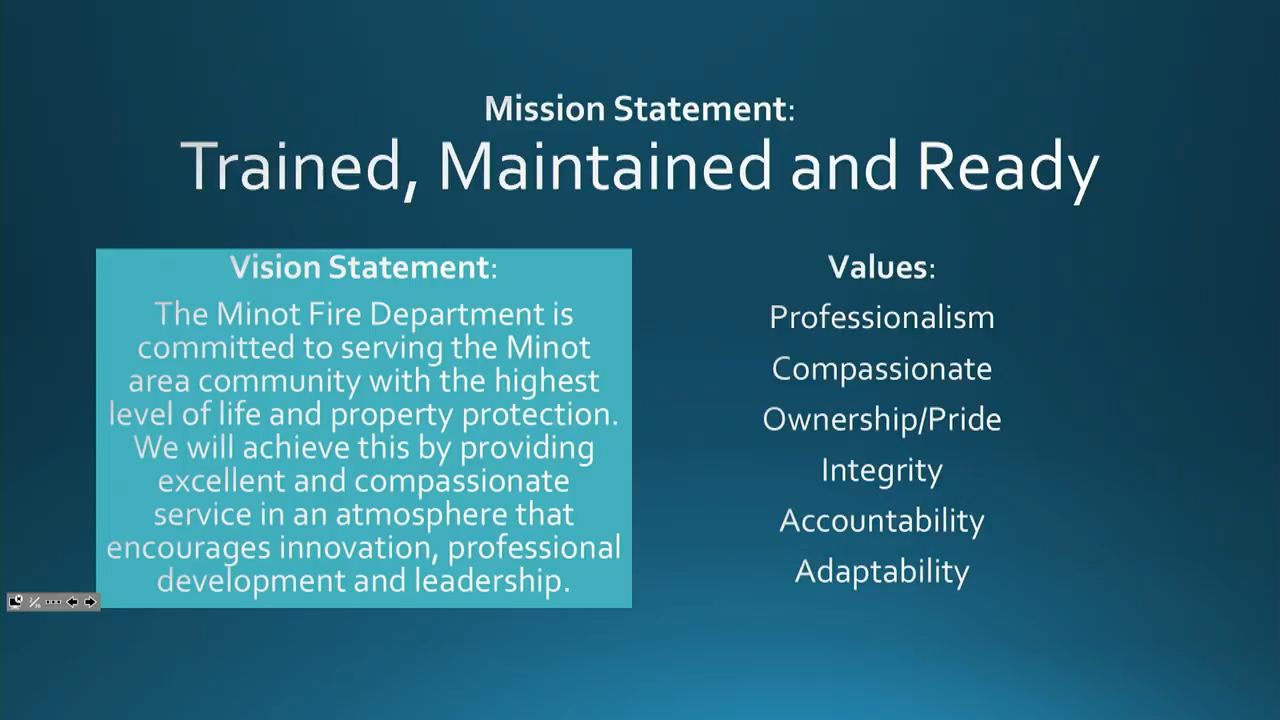 Mission Statement:
Trained, Maintained and Ready
Vision Statement:
The Minot Fire Department is
committed to serving the Minot
area community with the highest
level of life and property protection.
We will achieve this by providing
excellent and compassionate
service in an atmosphere that
encourages innovation, professional
development and leadership.
Values:
Professionalism
Compassionate
Ownership/Pride
Integrity
Accountability
Adaptability